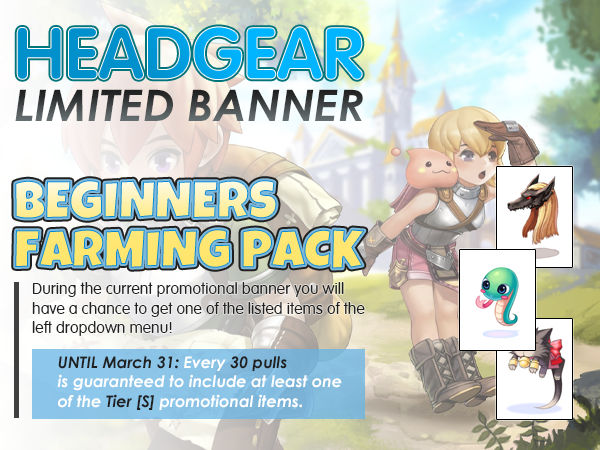 HEADGEAR
LIMITED BANNER
BEGINNERS
FARMING PACK
During the current promotional banner you will
have a chance to get one of the listed items of the
left dropdown menu!
UNTIL March 31: Every 30 pulls
is guaranteed to include at least one
of the Tier [S] promotional items.